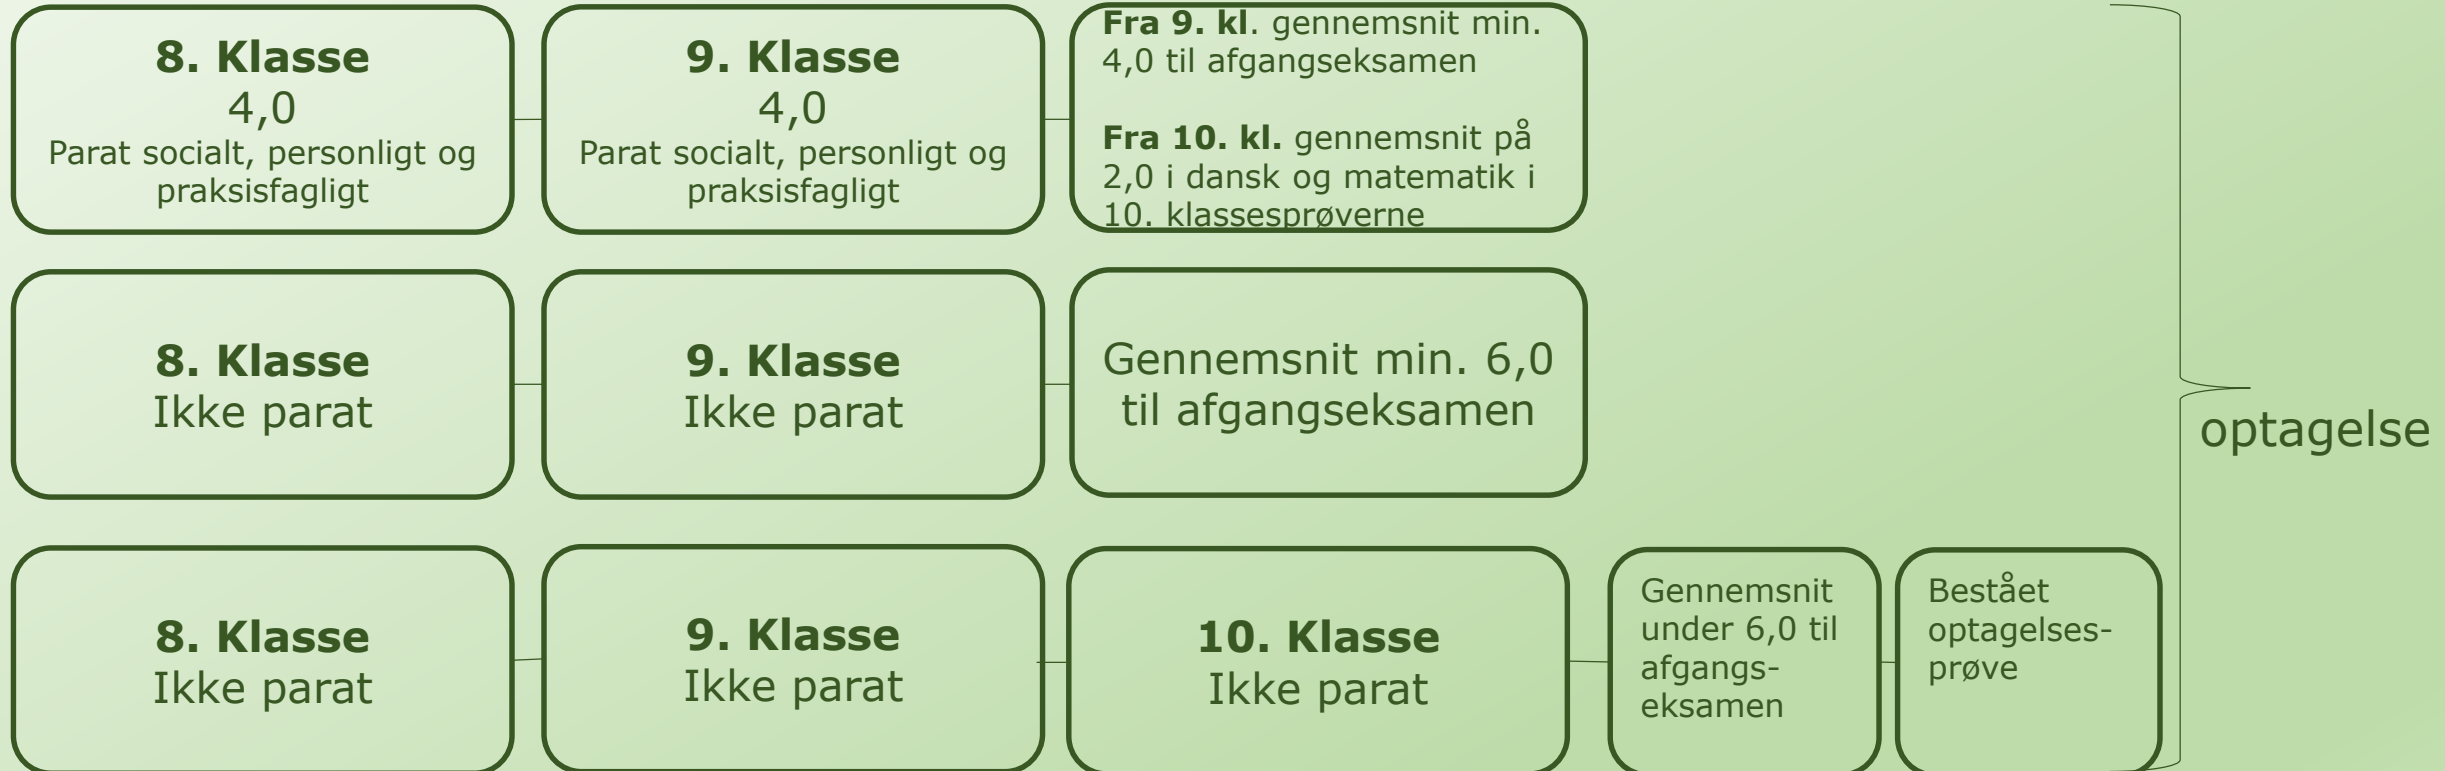 8. Klasse
4,0
Parat socialt, personligt og
praksisfagligt
9. Klasse
4,0
Parat socialt, personligt og
praksisfagligt
Fra 9. kl. gennemsnit min.
4,0 til afgangseksamen
Fra 10. kl. gennemsnit på
2,0 i dansk og matematik i
10. klassesprøverne
8. Klasse
Ikke parat
9. Klasse
Ikke parat
Gennemsnit min. 6,0
til afgangseksamen
optagelse
8. Klasse
Ikke parat
9. Klasse
Ikke parat
10. Klasse
Ikke parat
Gennemsnit
under 6,0 til
afgangs-
eksamen
Bestået
optagelses-
prøve